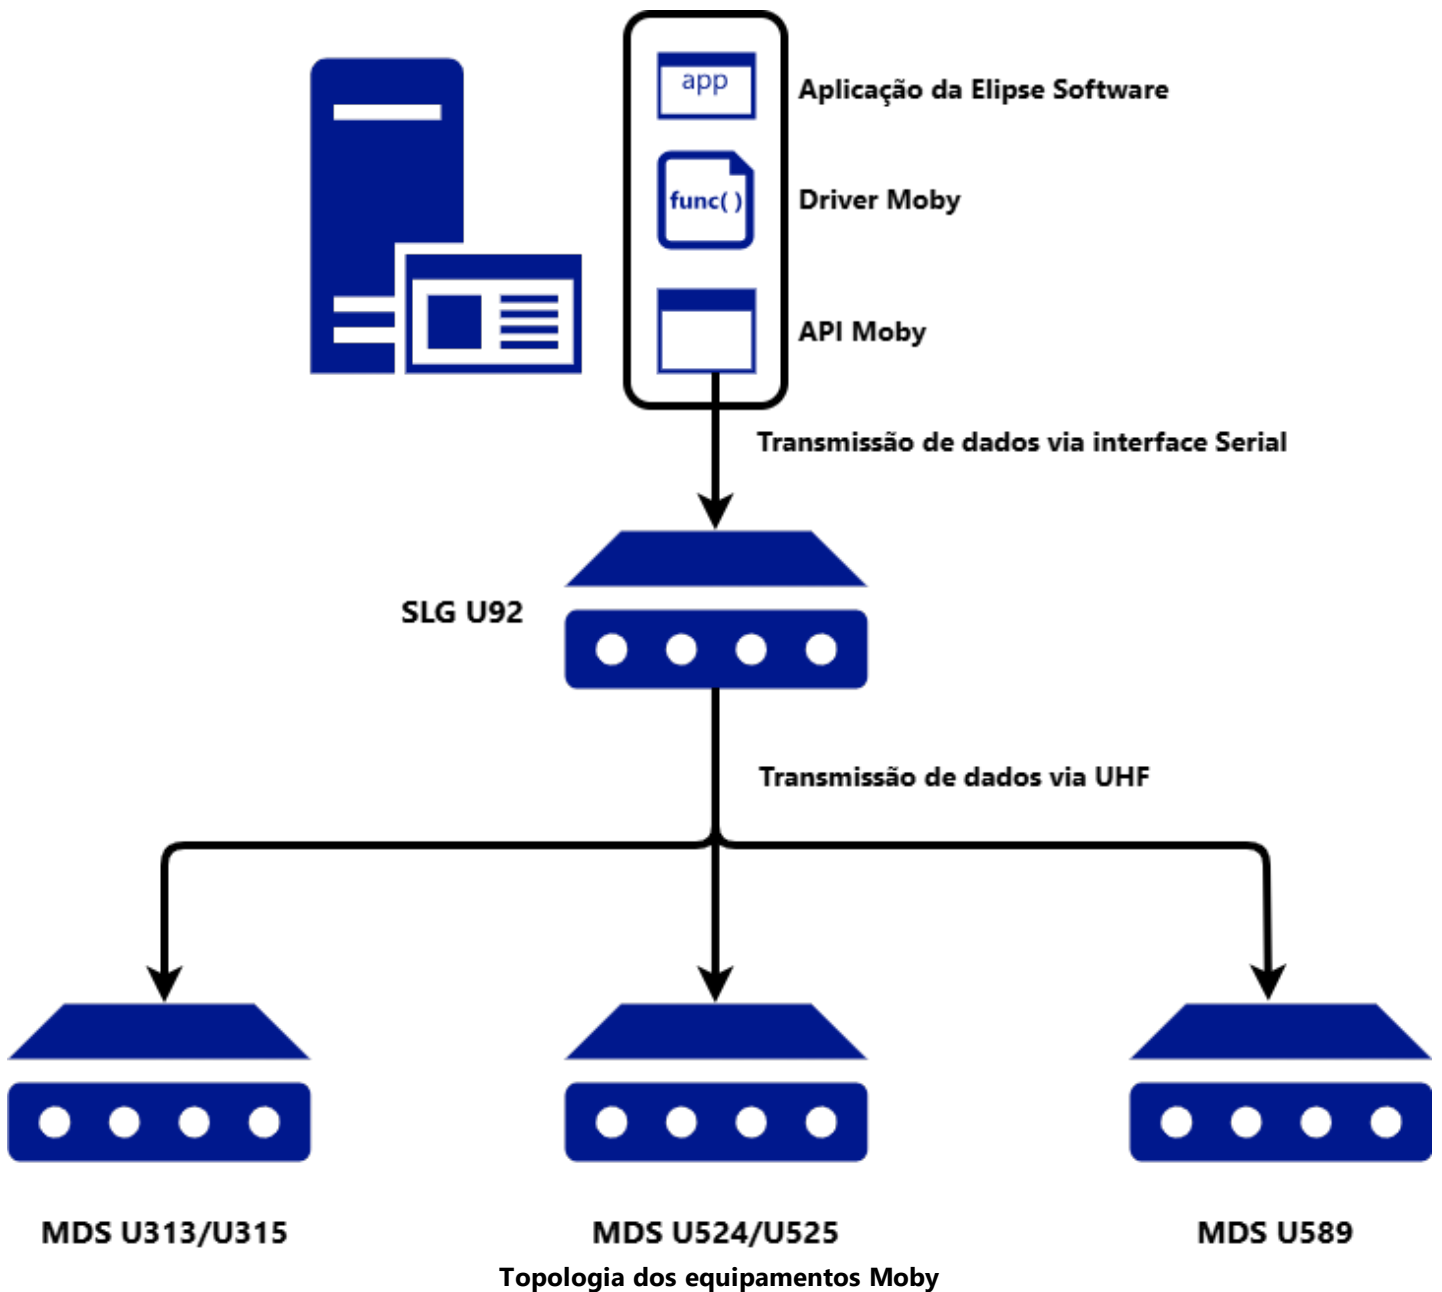 app
Aplicação da Elipse Software
func( )
Driver Moby
API Moby
Transmissão de dados via interface Serial
SLG U92
Transmissão de dados via UHF
MDS U313/U315
MDS U524/U525
MDS U589
Topologia dos equipamentos Moby